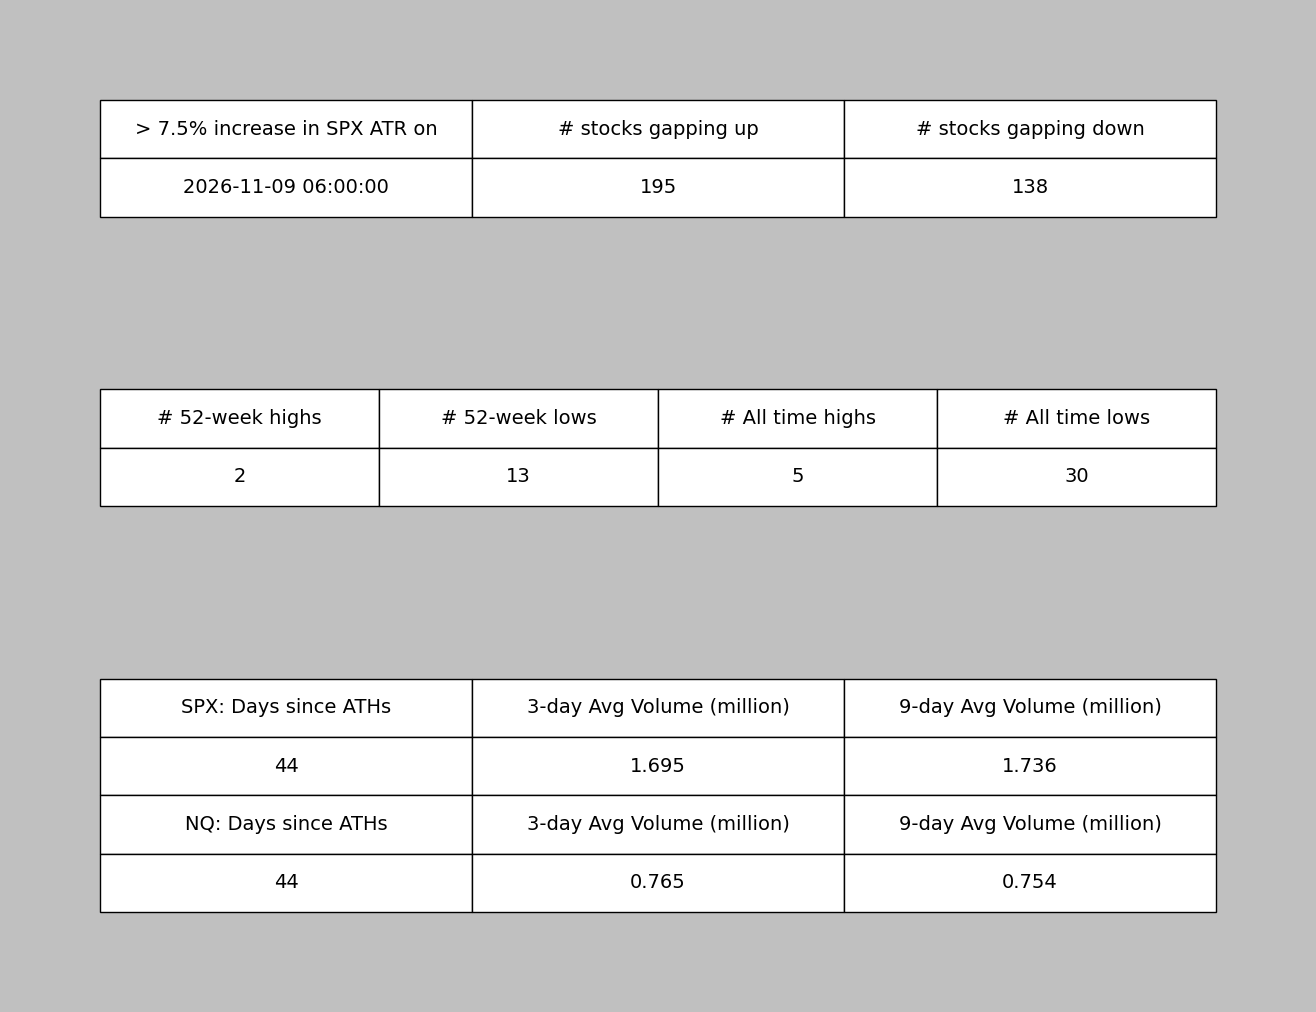 > 7.5% increase in SPX ATR on # stocks gapping up # stocks gapping down
2026-11-09 06:00:00 195 138
# 52-week highs # 52-week lows # All time highs # All time lows
2 13 5 30
SPX: Days since ATHs 3-day Avg Volume (million) 9-day Avg Volume (million)
44 1.695 1.736
NQ: Days since ATHs 3-day Avg Volume (million) 9-day Avg Volume (million)
44 0.765 0.754